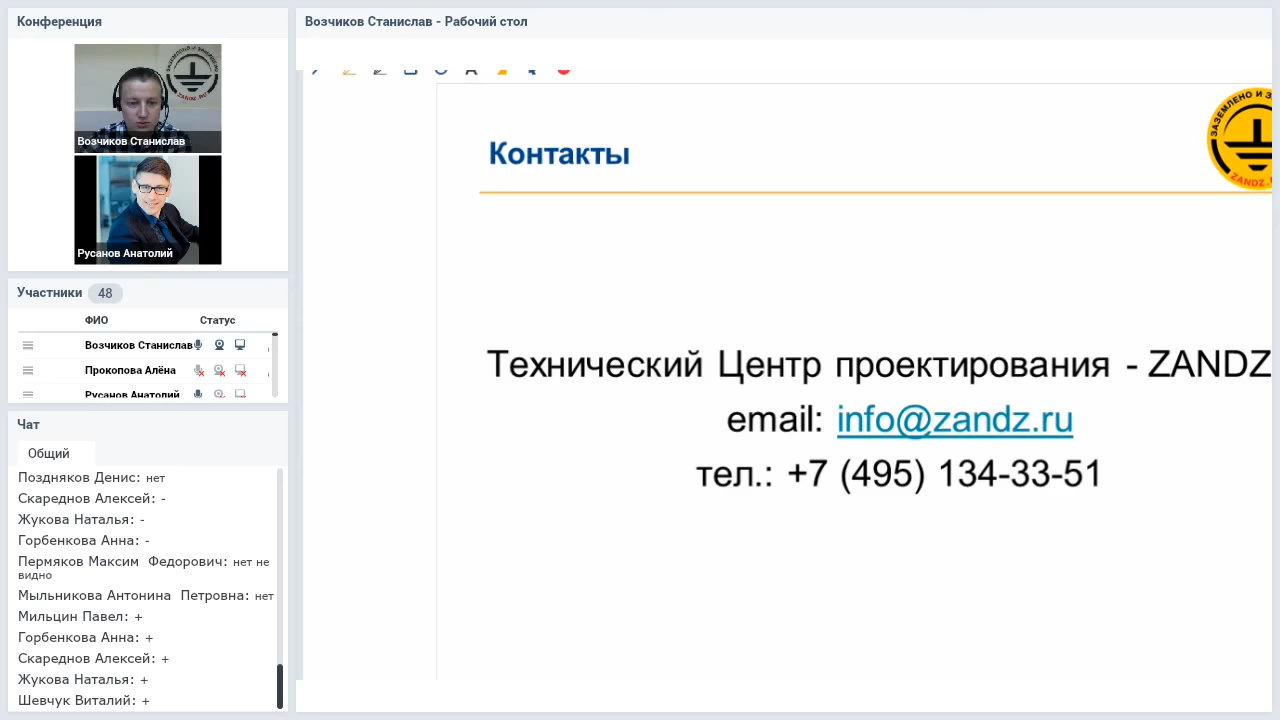 Конференция
Возчиков Станислав
Русанов Анатолий
Участники 48
ФИО Статус
Возчиков Станислав
Прокопова Алёна
Русанов Анатолий
Чат
Общий
Поздняков Денис: нет
Скареднов Алексей: -
Жукова Наталья: -
Горбенкова Анна: -
Пермяков Максим Федорович: нет не
видно
Мыльникова Антонина Петровна: нет
Мильцин Павел: +
Горбенкова Анна: +
Скареднов Алексей: +
Жукова Наталья: +
Шевчук Виталий: +
Возчиков Станислав - Рабочий стол
Контакты
ЗАЗЕМЛЕНО И
ZANDZ
Технический Центр проектирования - ZANDZ
email: info@zandz.ru
тел.: +7 (495) 134-33-51